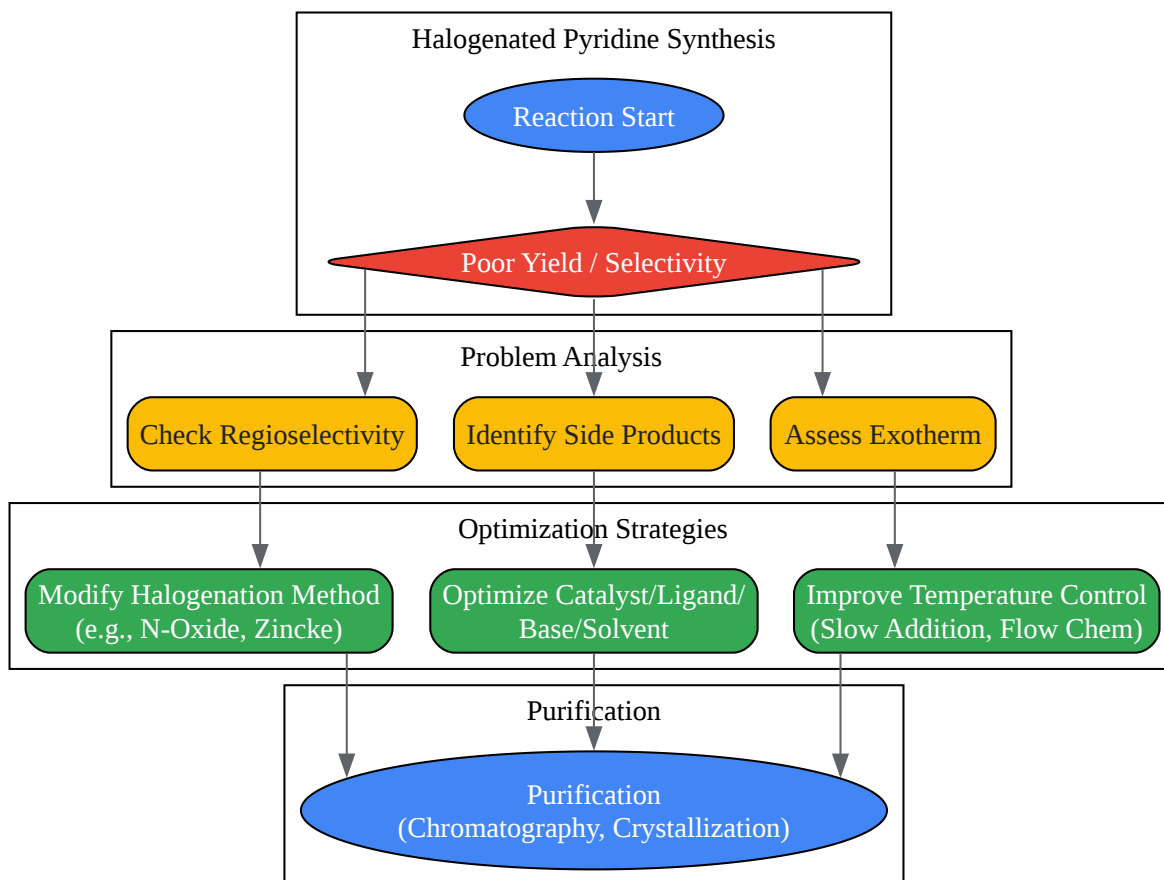 Halogenated Pyridine Synthesis
Reaction Start
Poor Yield / Selectivity
Problem Analysis
Check Regioselectivity
Identify Side Products
Assess Exotherm
Optimization Strategies
Modify Halogenation Method
(e.g., N-Oxide, Zincke)
Optimize Catalyst/Ligand/
Base/Solvent
Improve Temperature Control
(Slow Addition, Flow Chem)
Purification
Purification
(Chromatography, Crystallization)